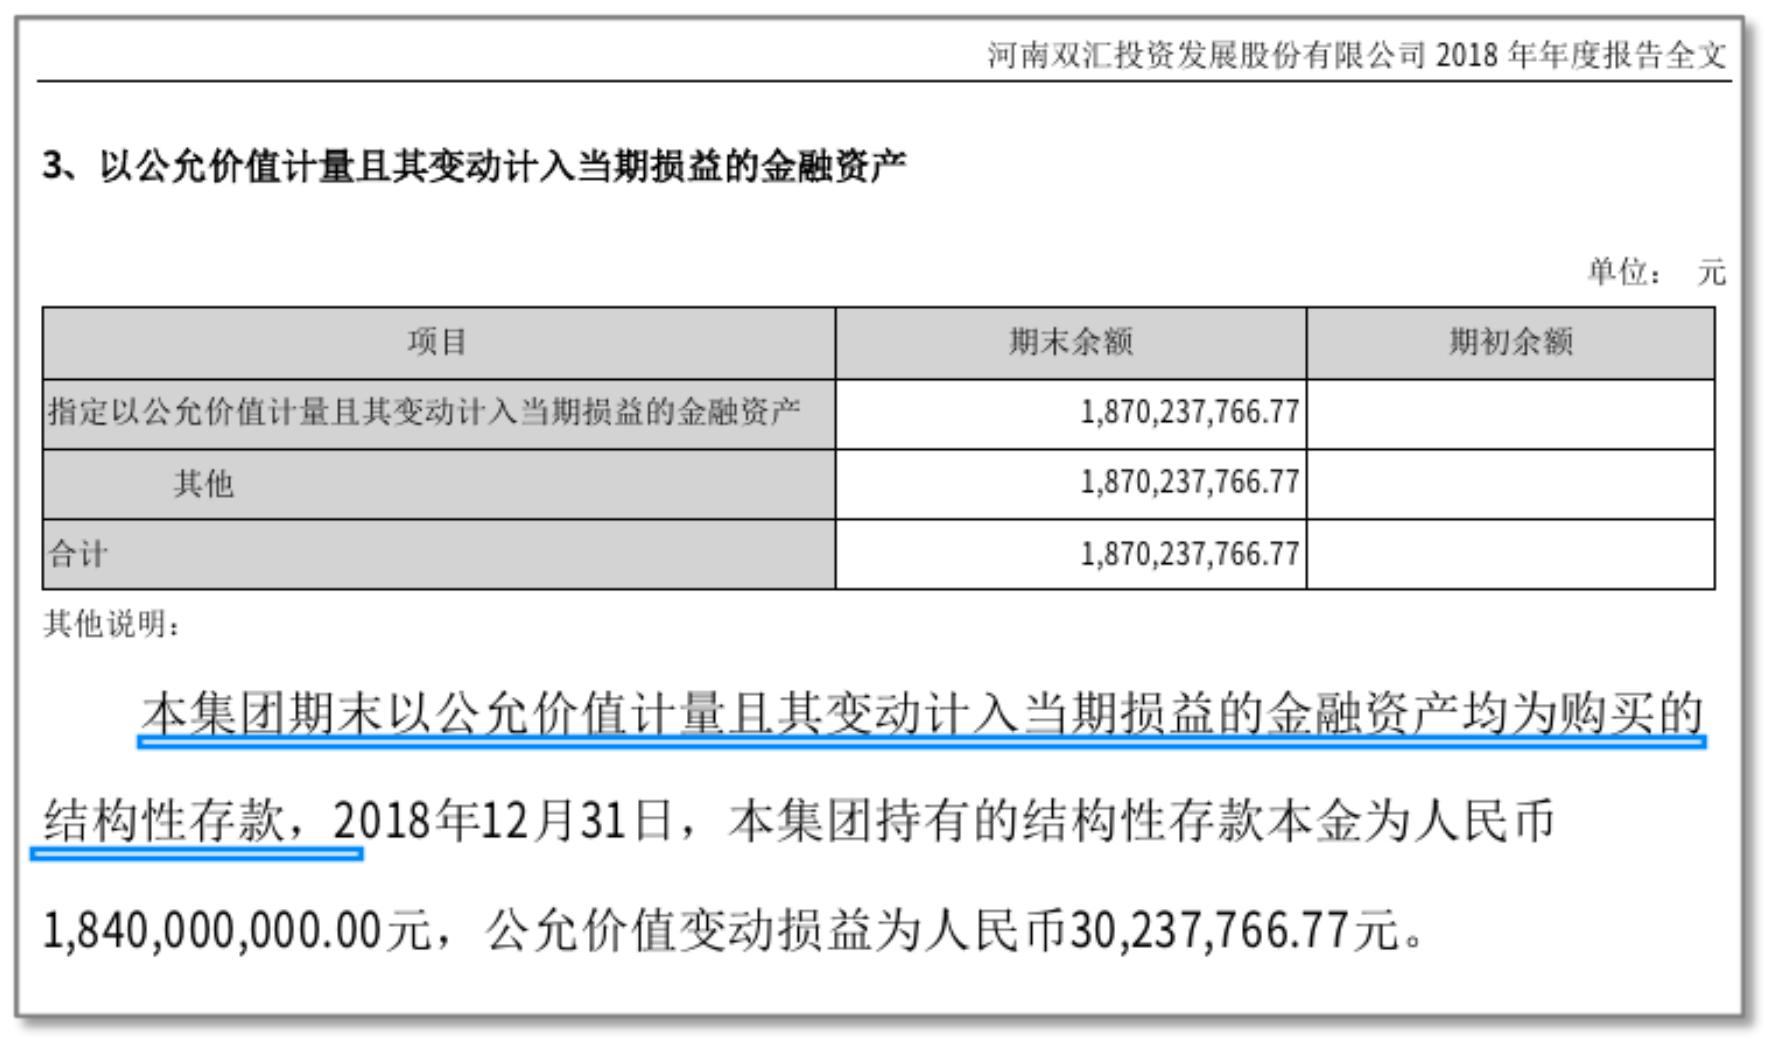 河南双汇投资发展股份有限公司 2018 年年度报告全文
3、以公允价值计量且其变动计入当期损益的金融资产
单位： 元
项目 期末余额 期初余额
指定以公允价值计量且其变动计入当期损益的金融资产 1,870,237,766.77
其他 1,870,237,766.77
合计 1,870,237,766.77
其他说明：
本集团期末以公允价值计量且其变动计入当期损益的金融资产均为购买的
结构性存款，2018年12月31日，本集团持有的结构性存款本金为人民币
1,840,000,000.00元，公允价值变动损益为人民币30,237,766.77元。